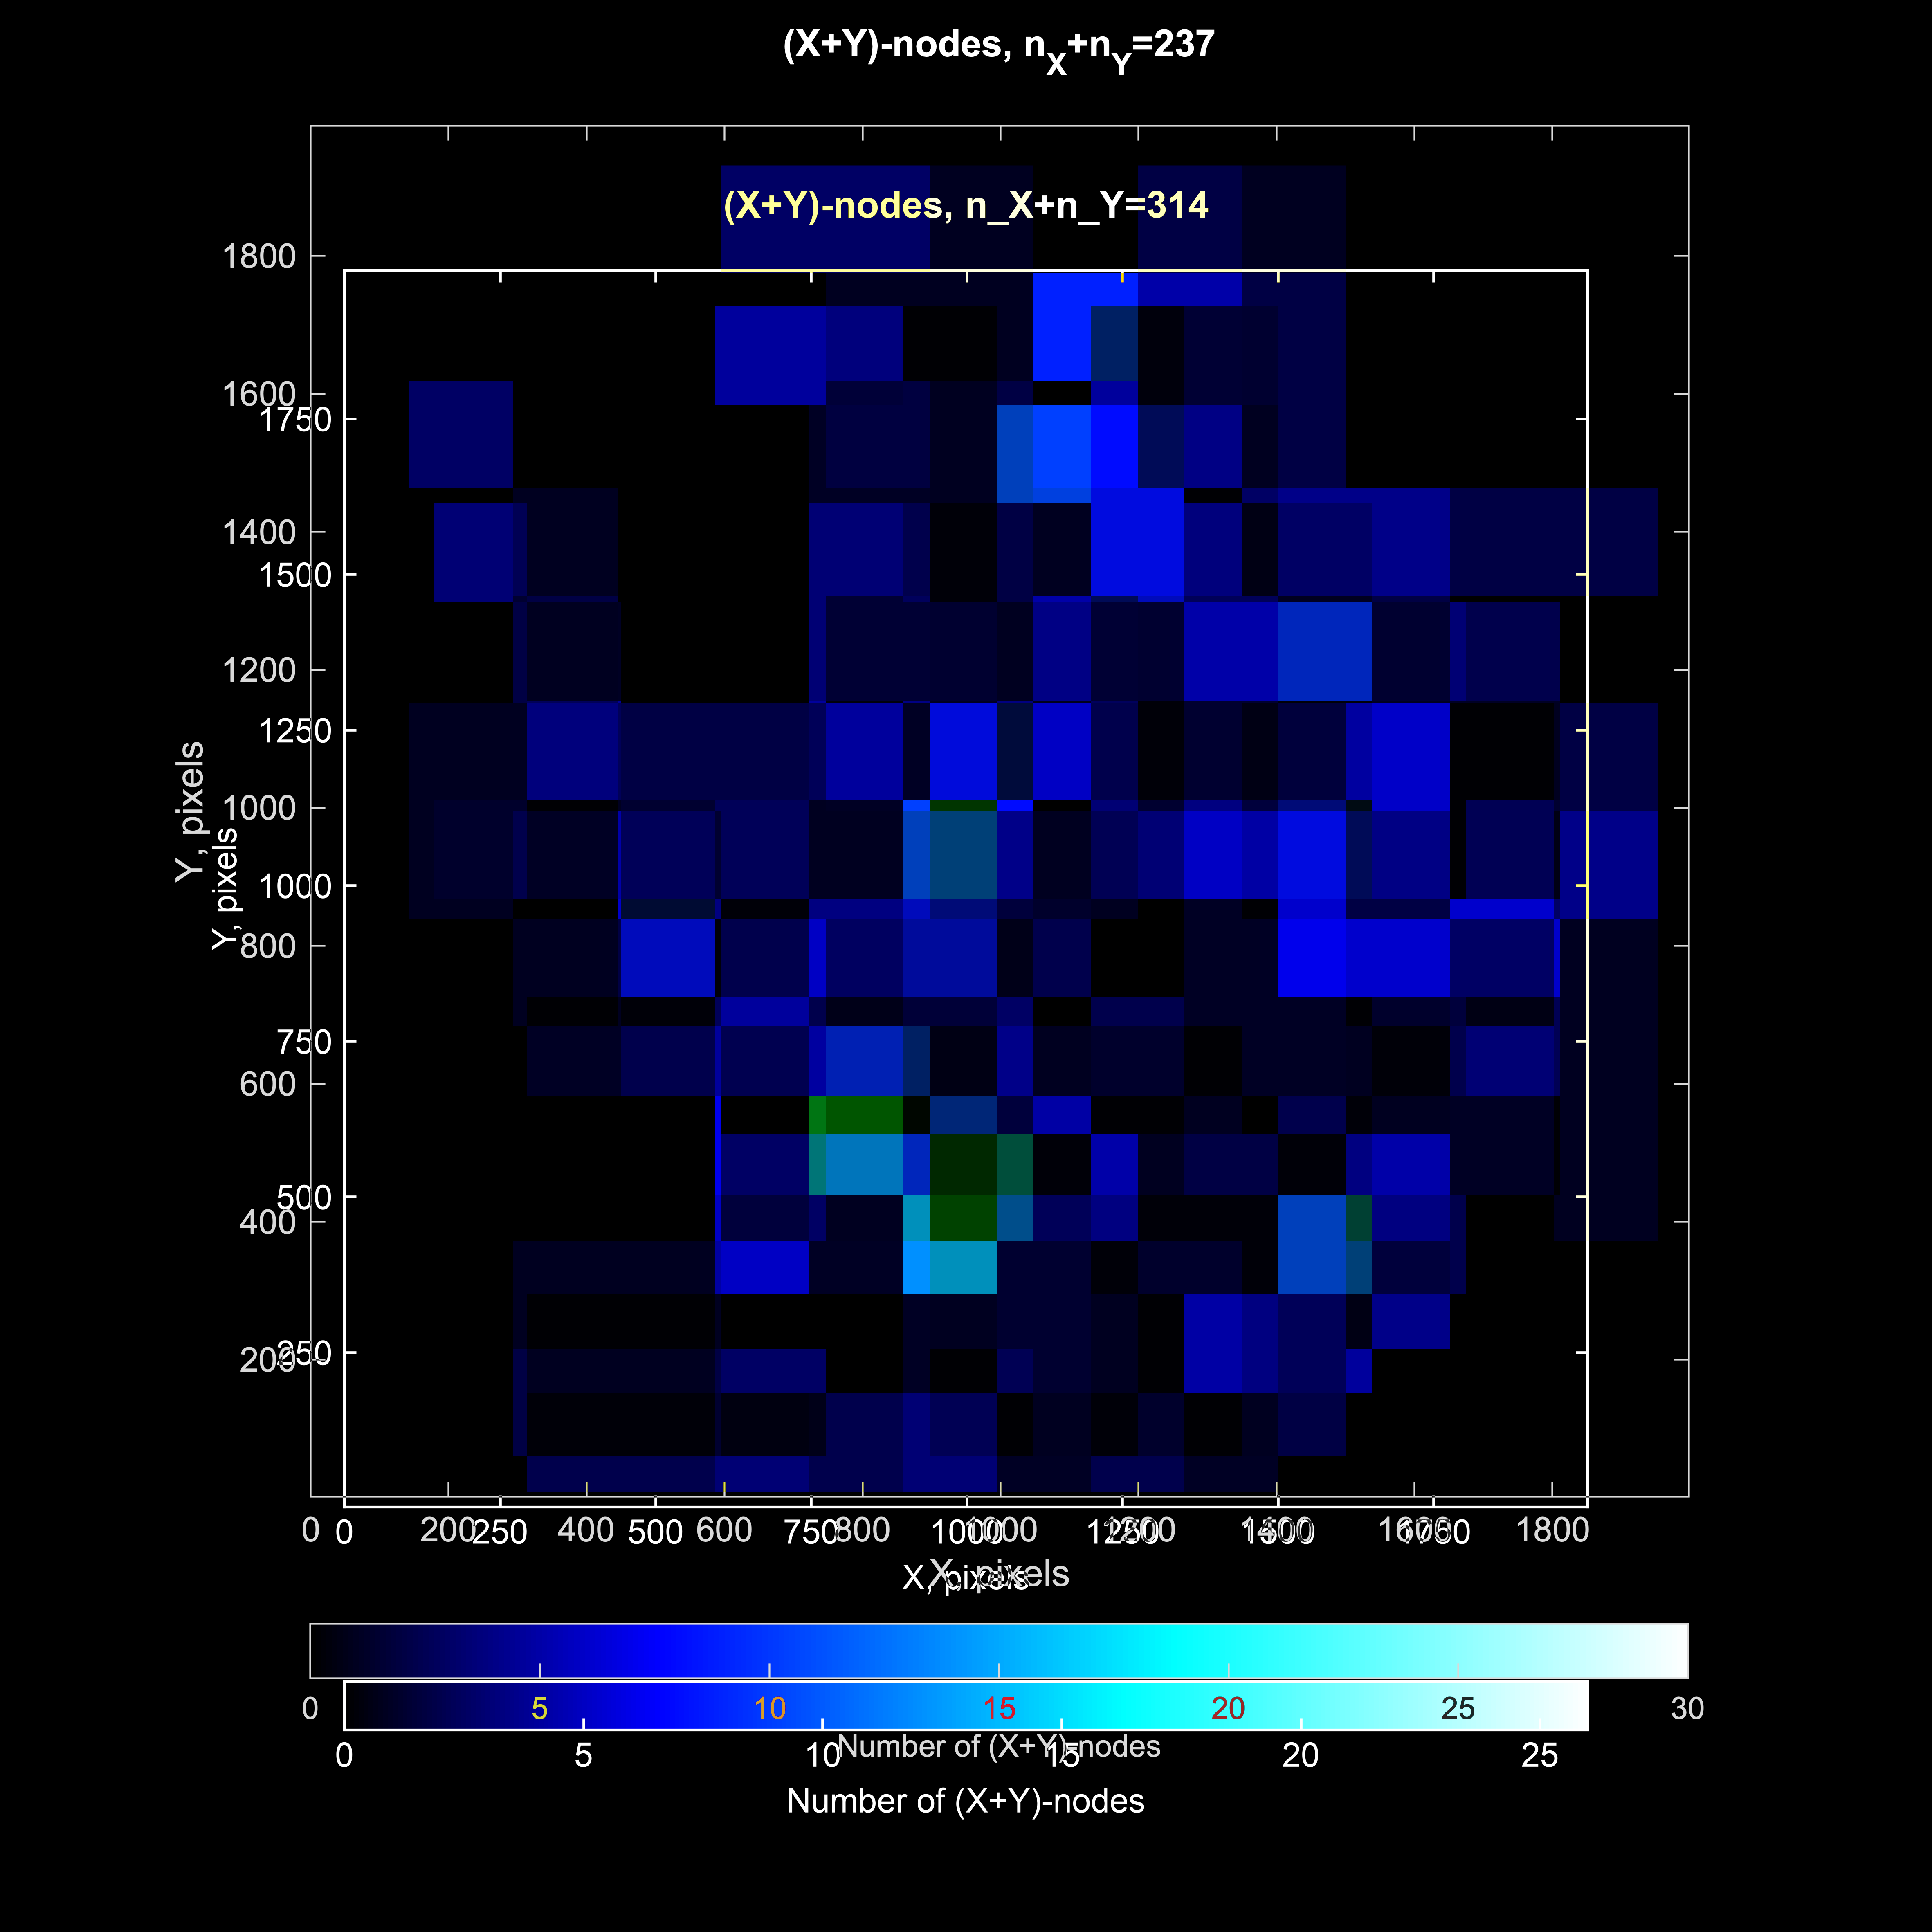 (X+Y)-nodes, n_X+n_Y=237
(X+Y)-nodes, n_X+n_Y=314
1800
1600
1750
1400
1500
1200
1250
1000
1000
800
750
600
500
400
250
200
Y, pixels
Y, pixels
0 200 400 600 800 1000 1200 1400 1600 1800
0 250 500 750 1000 1250 1500 1750
X, pixels
X, pixels
0 5 10 15 20 25 30
Number of (X+Y)-nodes
0 5 10 15 20 25
Number of (X+Y)-nodes